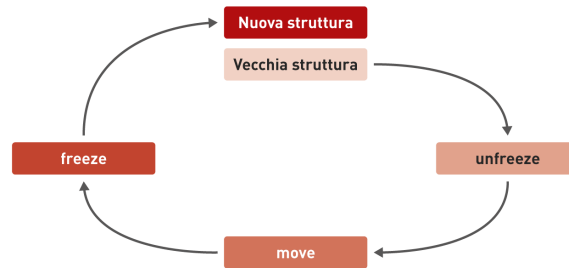 Nuova struttura
Vecchia struttura
freeze
unfreeze
move